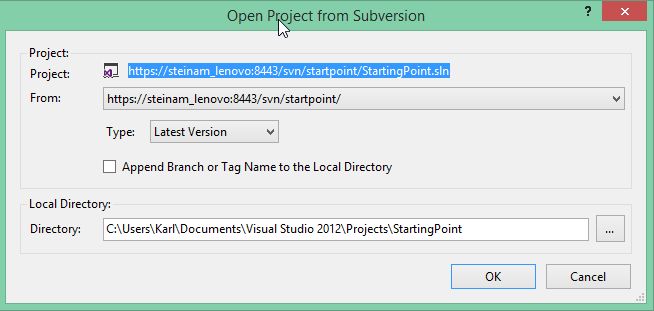 Open Project from Subversion
? x
Project:
Project: https://steinam_lenovo:8443/svn/startpoint/StartingPoint.sln
From: https://steinam_lenovo:8443/svn/startpoint/
Type: Latest Version
Append Branch or Tag Name to the Local Directory
Local Directory:
Directory: C:\Users\Karl\Documents\Visual Studio 2012\Projects\StartingPoint ...
OK Cancel